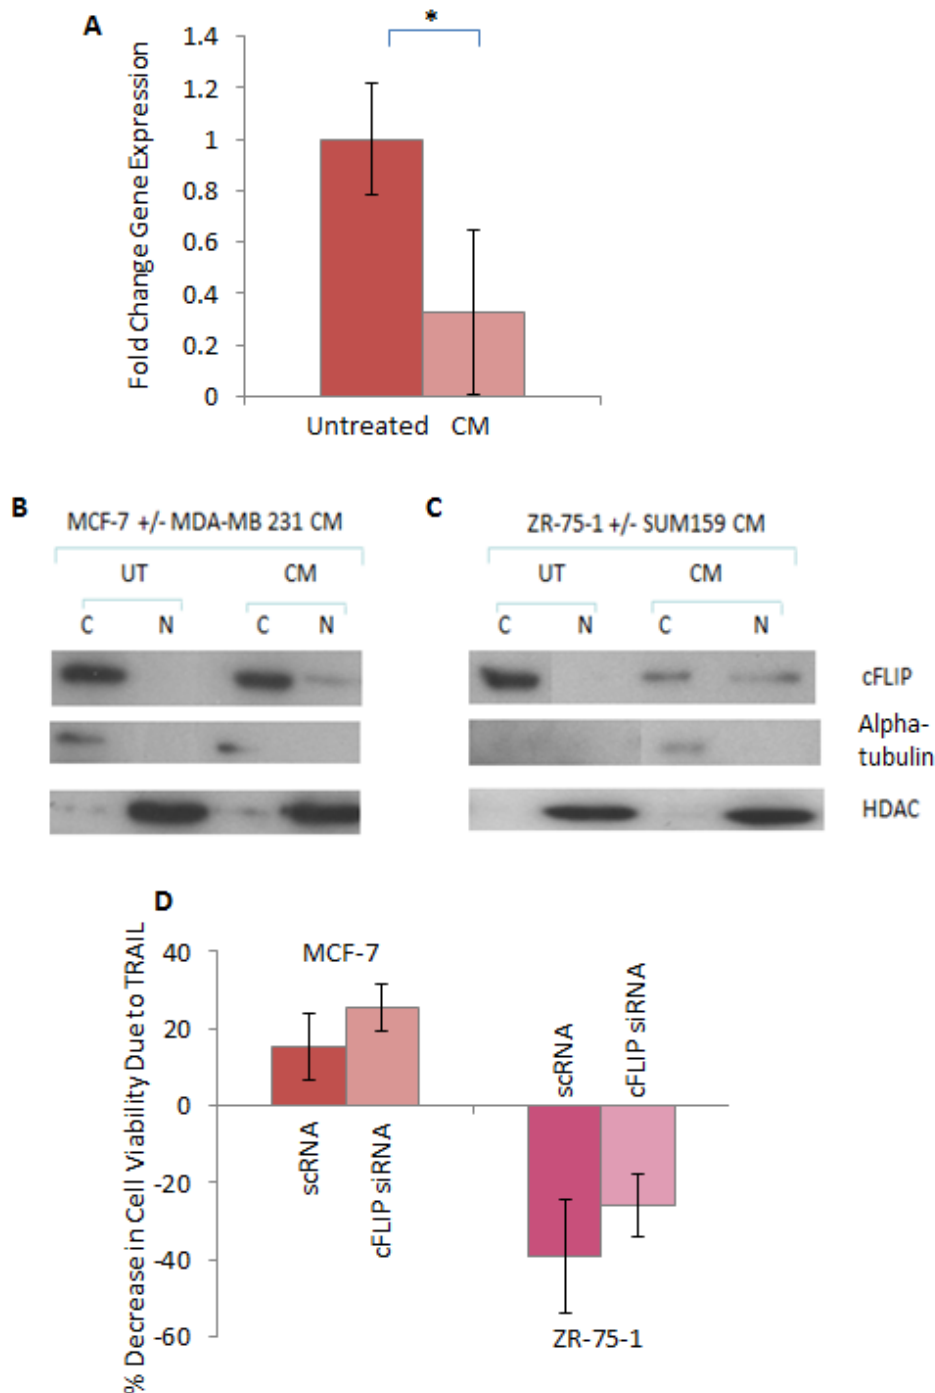 A
*
Fold Change Gene Expression
1.4
1.2
1
0.8
0.6
0.4
0.2
0
Untreated CM
B
MCF-7 +/- MDA-MB 231 CM
UT CM
C N C N
C
ZR-75-1 +/- SUM159 CM
UT CM
C N C N
cFLIP
Alpha-
tubulin
HDAC
D
% Decrease in Cell Viability Due to TRAIL
40
20
0
-20
-40
-60
MCF-7
scRNA
cFLIP siRNA
scRNA
cFLIP siRNA
ZR-75-1